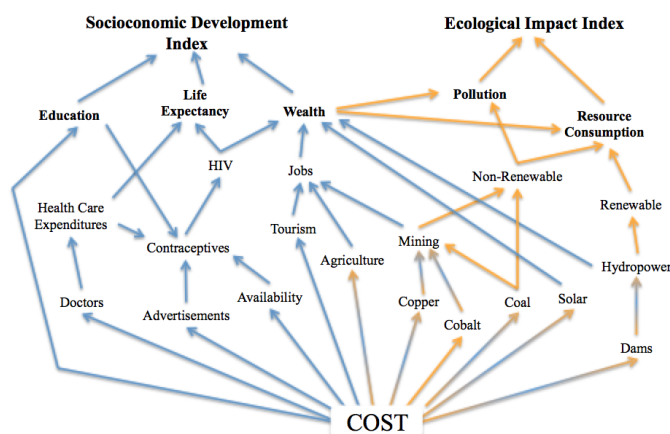 Socioeconomic Development
Index
Ecological Impact Index
Pollution
Life
Expectancy
Education
Wealth
Resource
Consumption
HIV
Jobs
Non-Renewable
Health Care
Expenditures
Renewable
Tourism
Contraceptives
Mining
Agriculture
Hydropower
Doctors
Availability
Copper
Coal
Solar
Advertisements
Cobalt
Dams
COST